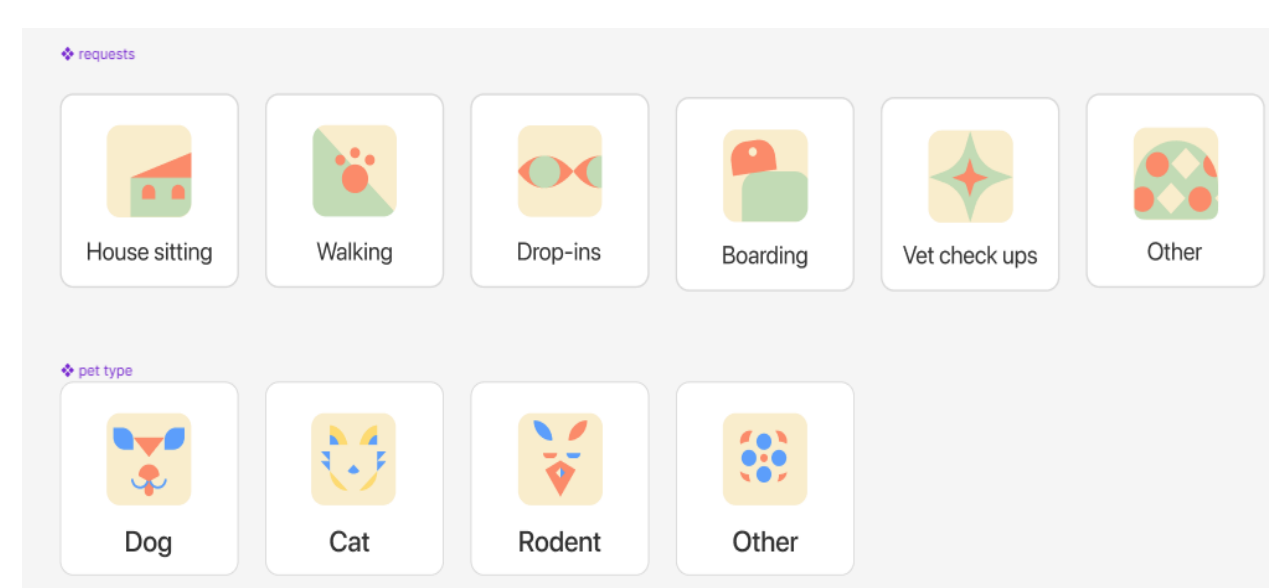 requests
House sitting
Walking
Drop-ins
Boarding
Vet check ups
Other
pet type
Dog
Cat
Rodent
Other